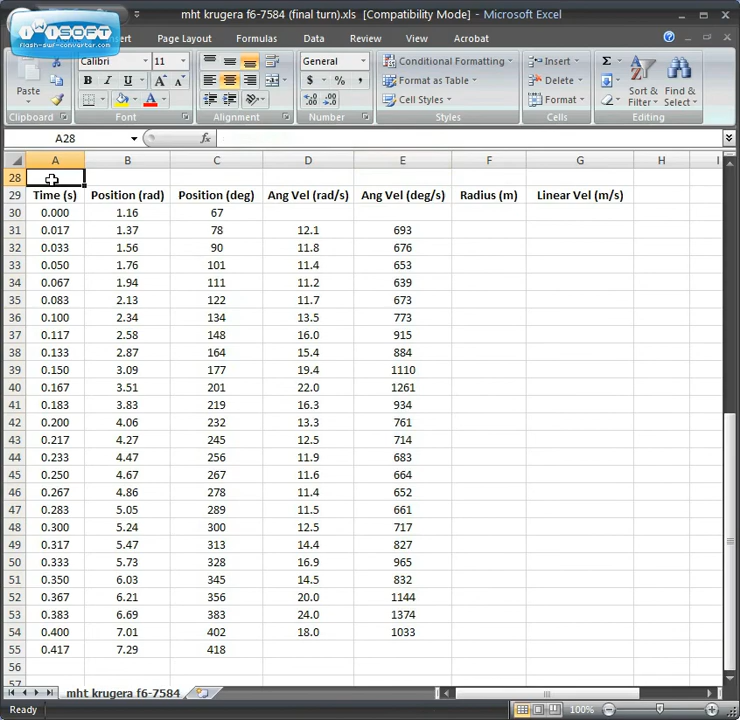 mht krugera f6-7584 (final turn).xls [Compatibility Mode] - Microsoft Excel
iWiSOFT
flash-swf-converter.com
Page Layout Formulas Data Review View Acrobat
Paste
Clipboard
Calibri 11
B I U A
Font
Alignment
General
$ % ,
Number
Conditional Formatting
Format as Table
Cell Styles
Styles
Insert
Delete
Format
Cells
Σ
Sort & Filter
Find & Select
Editing
A28 fx
A B C D E F G H I
28
29 Time (s) Position (rad) Position (deg) Ang Vel (rad/s) Ang Vel (deg/s) Radius (m) Linear Vel (m/s)
30 0.000 1.16 67
31 0.017 1.37 78 12.1 693
32 0.033 1.56 90 11.8 676
33 0.050 1.76 101 11.4 653
34 0.067 1.94 111 11.2 639
35 0.083 2.13 122 11.7 673
36 0.100 2.34 134 13.5 773
37 0.117 2.58 148 16.0 915
38 0.133 2.87 164 15.4 884
39 0.150 3.09 177 19.4 1110
40 0.167 3.51 201 22.0 1261
41 0.183 3.83 219 16.3 934
42 0.200 4.06 232 13.3 761
43 0.217 4.27 245 12.5 714
44 0.233 4.47 256 11.9 683
45 0.250 4.67 267 11.6 664
46 0.267 4.86 278 11.4 652
47 0.283 5.05 289 11.5 661
48 0.300 5.24 300 12.5 717
49 0.317 5.47 313 14.4 827
50 0.333 5.73 328 16.9 965
51 0.350 6.03 345 14.5 832
52 0.367 6.21 356 20.0 1144
53 0.383 6.69 383 24.0 1374
54 0.400 7.01 402 18.0 1033
55 0.417 7.29 418
56
57
mht krugera f6-7584
Ready 100%